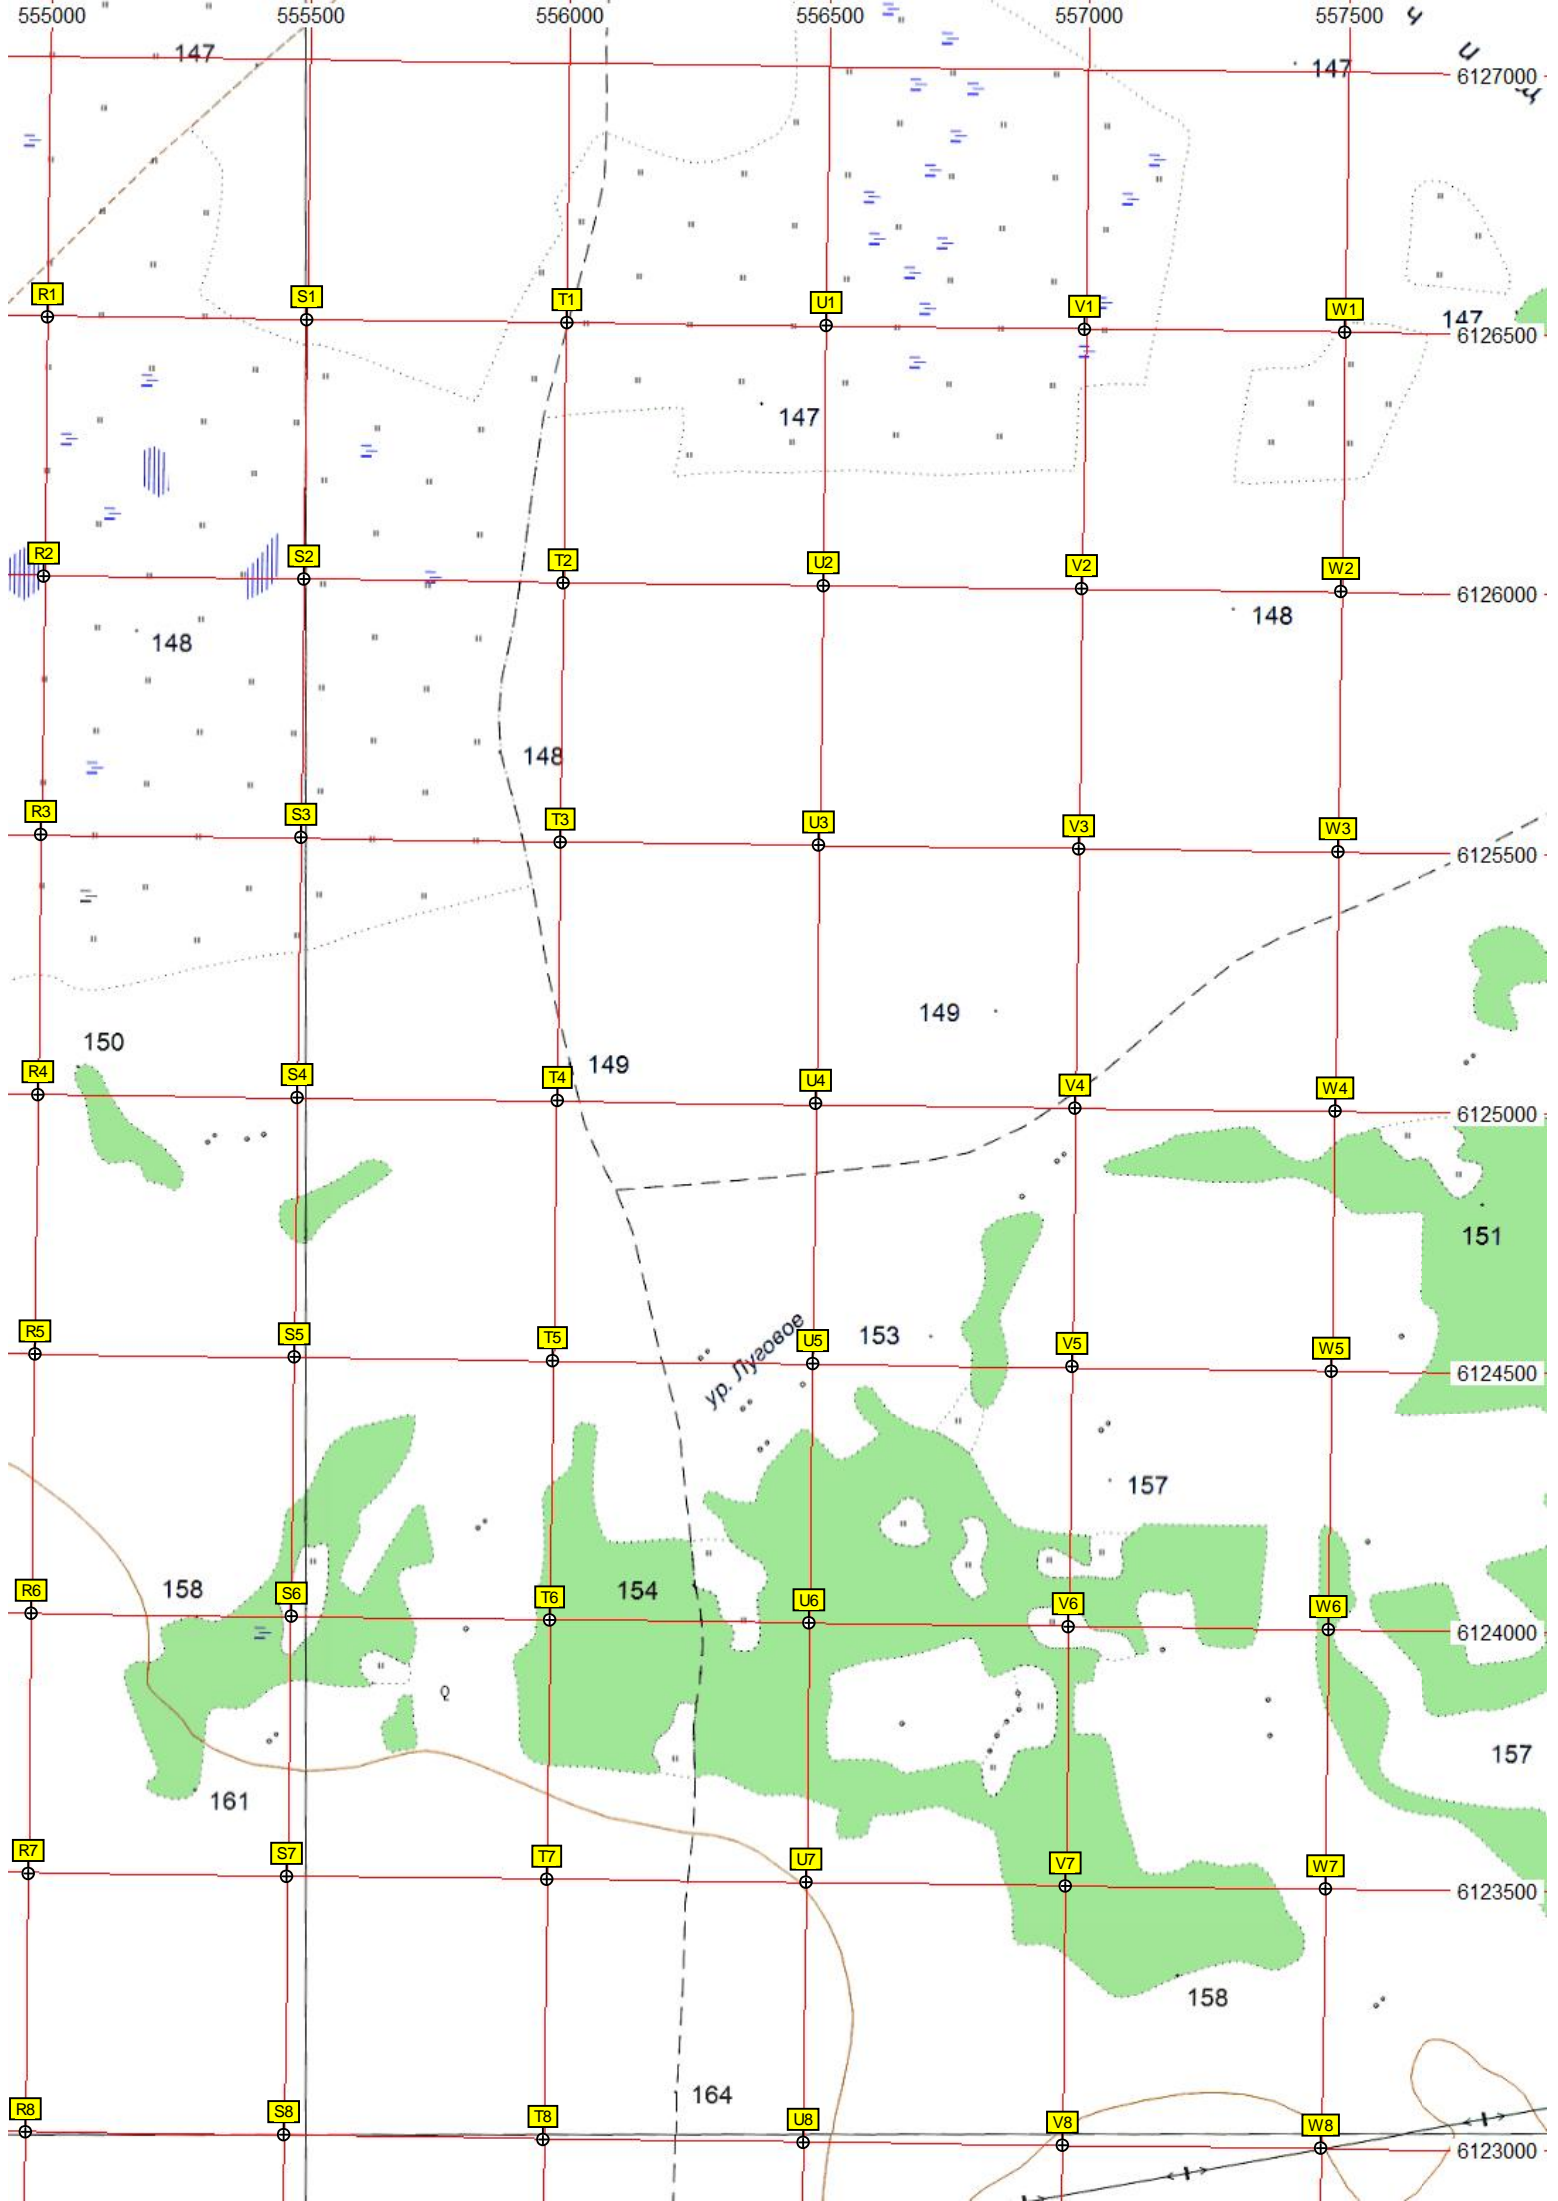 555000 555500 556000 556500 557000 557500
ч
и
147
147
6127000
R1 S1 T1 U1 V1 W1
147
6126500
147
R2 S2 T2 U2 V2 W2
6126000
148
148
148
R3 S3 T3 U3 V3 W3
6125500
149
150
149
R4 S4 T4 U4 V4 W4
6125000
151
R5 S5 T5 U5 V5 W5
153
6124500
ур. Луговое
157
158
154
R6 S6 T6 U6 V6 W6
6124000
157
161
R7 S7 T7 U7 V7 W7
6123500
158
164
R8 S8 T8 U8 V8 W8
6123000